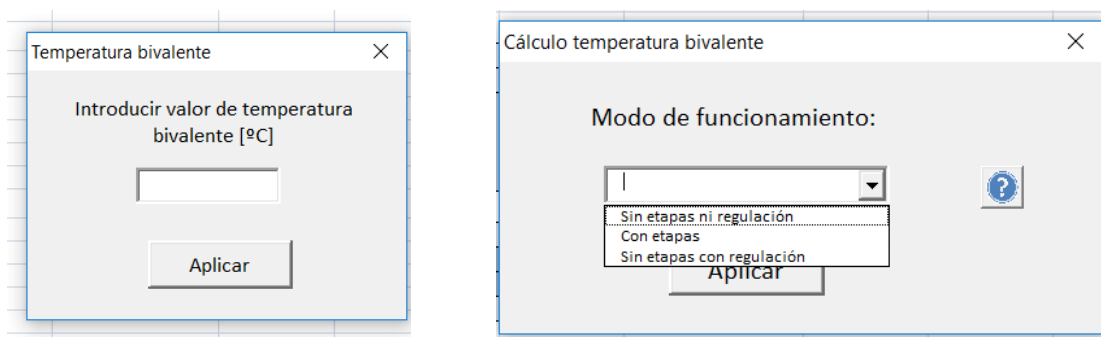 Temperatura bivalente
Introducir valor de temperatura
bivalente [ºC]
Aplicar
Cálculo temperatura bivalente
Modo de funcionamiento:
Sin etapas ni regulación
Con etapas
Sin etapas con regulación
Aplicar